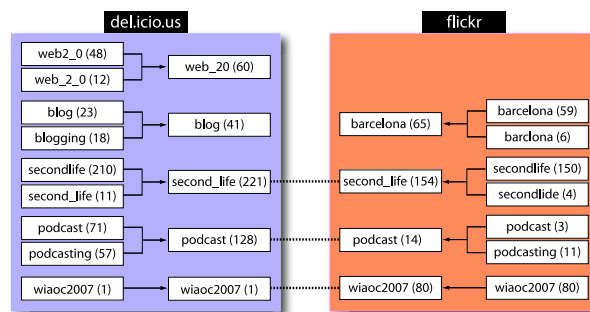 del.icio.us
flickr
web2_0 (48)
web_2_0 (12)
web_20 (60)
blog (23)
blogging (18)
blog (41)
barcelona (65)
barcelona (59)
barclona (6)
secondlife (210)
second_life (11)
second_life (221)
second_life (154)
secondlife (150)
secondlide (4)
podcast (71)
podcasting (57)
podcast (128)
podcast (14)
podcast (3)
podcasting (11)
wiaoc2007 (1)
wiaoc2007 (1)
wiaoc2007 (80)
wiaoc2007 (80)